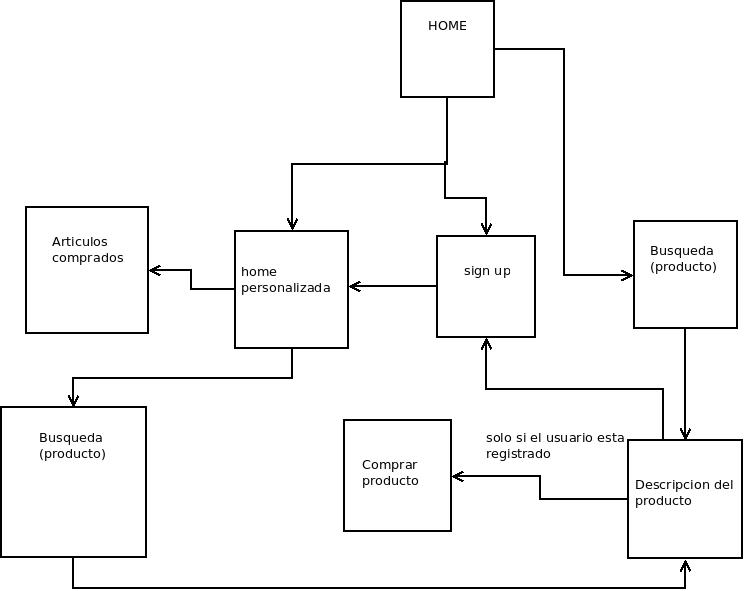 HOME
Articulos
comprados
home
personalizada
sign up
Busqueda
(producto)
Busqueda
(producto)
Comprar
producto
solo si el usuario esta
registrado
Descripcion del
producto